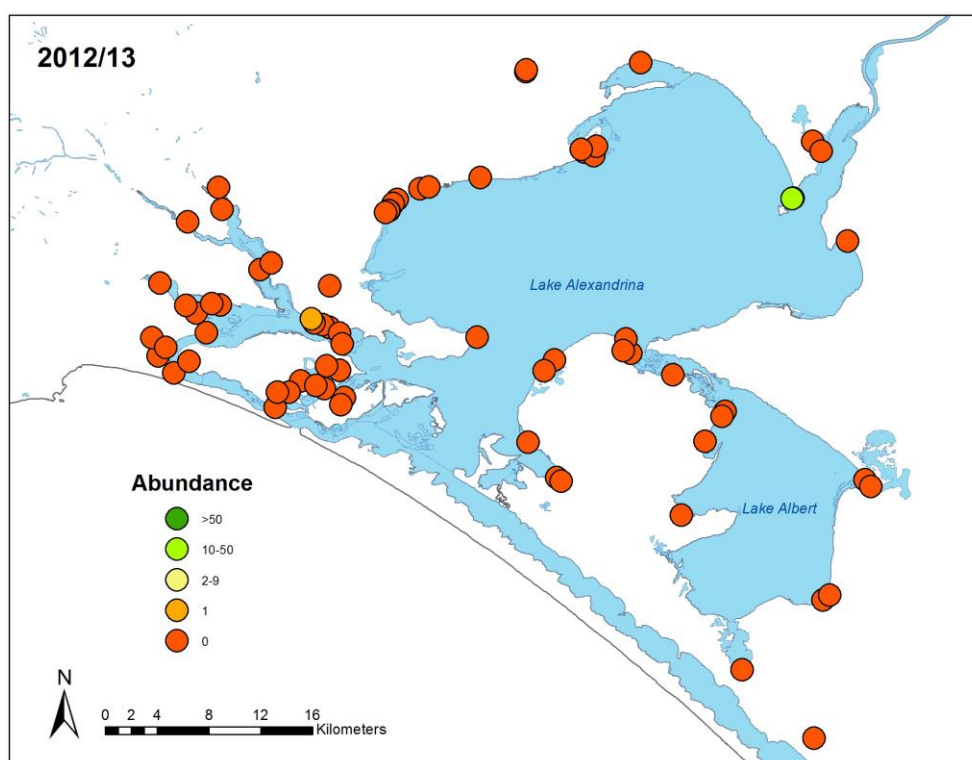 2012/13
Lake Alexandrina
Abundance
>50
10-50
2-9
1
0
Lake Albert
N
0 2 4 8 12 16
Kilometers